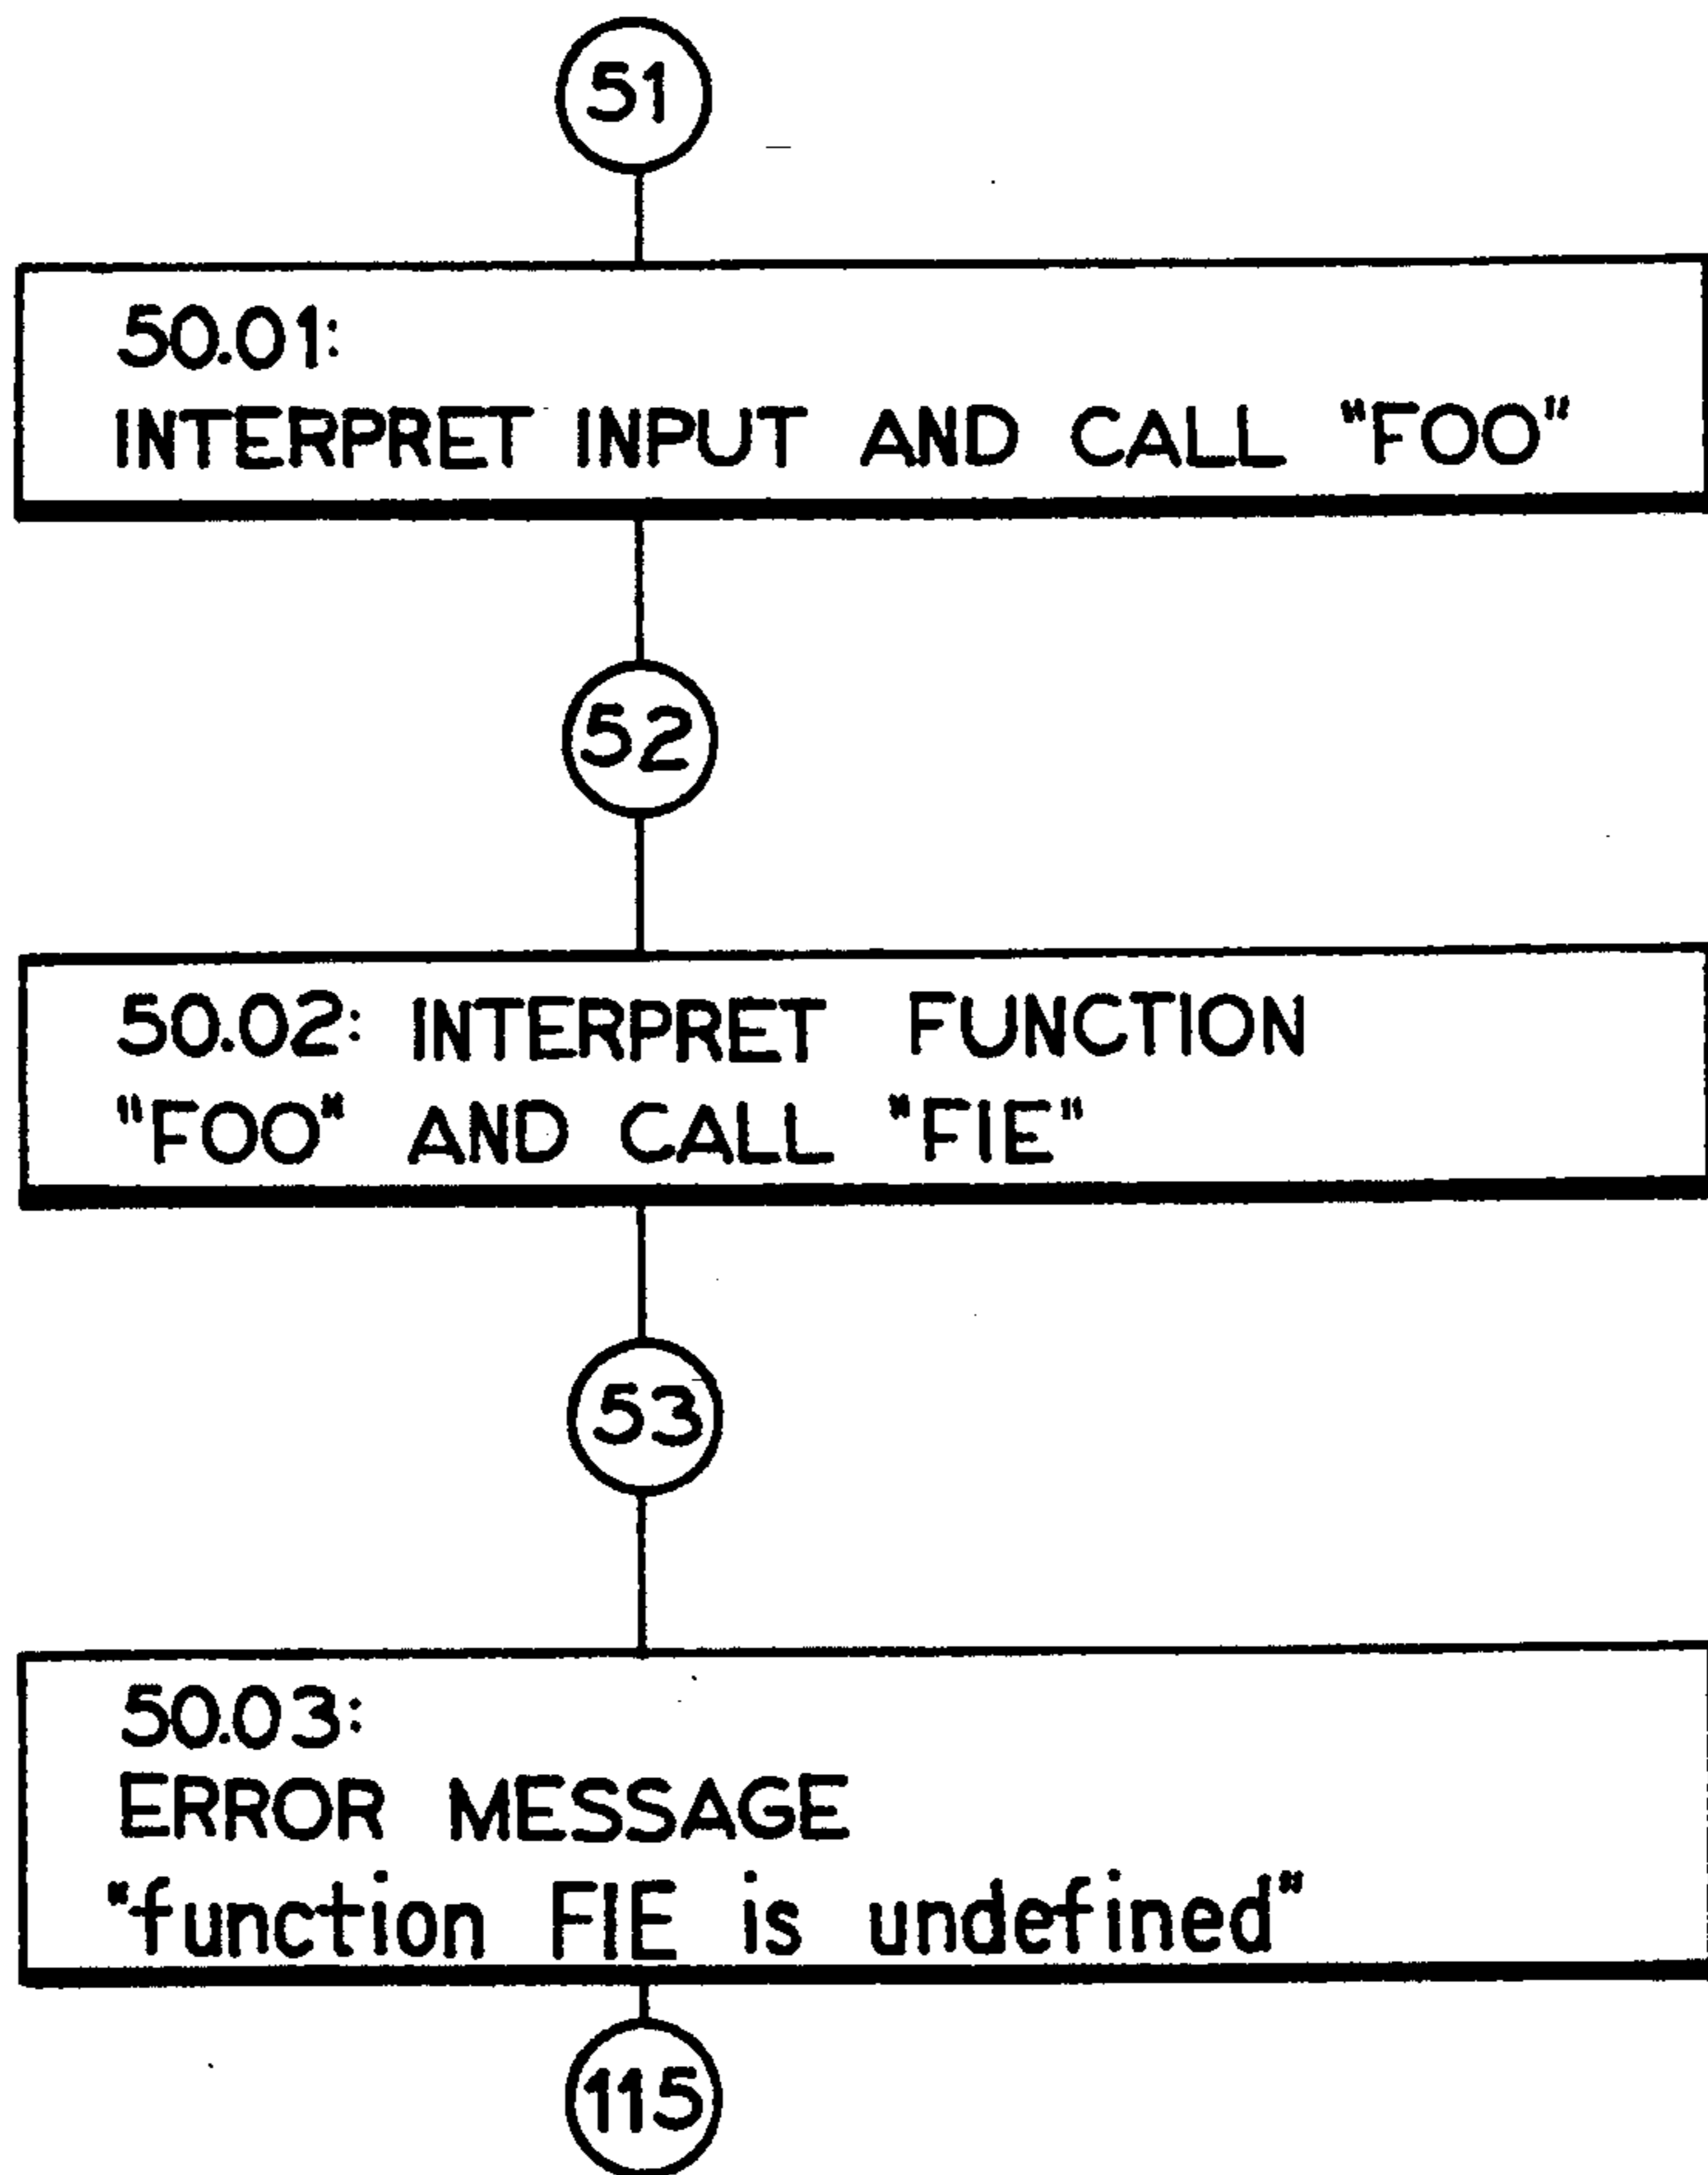 51
50.01:
INTERPRET INPUT AND CALL "FOO"
52
50.02: INTERPRET FUNCTION
"FOO" AND CALL "FIE"
53
50.03:
ERROR MESSAGE
"function FIE is undefined"
115